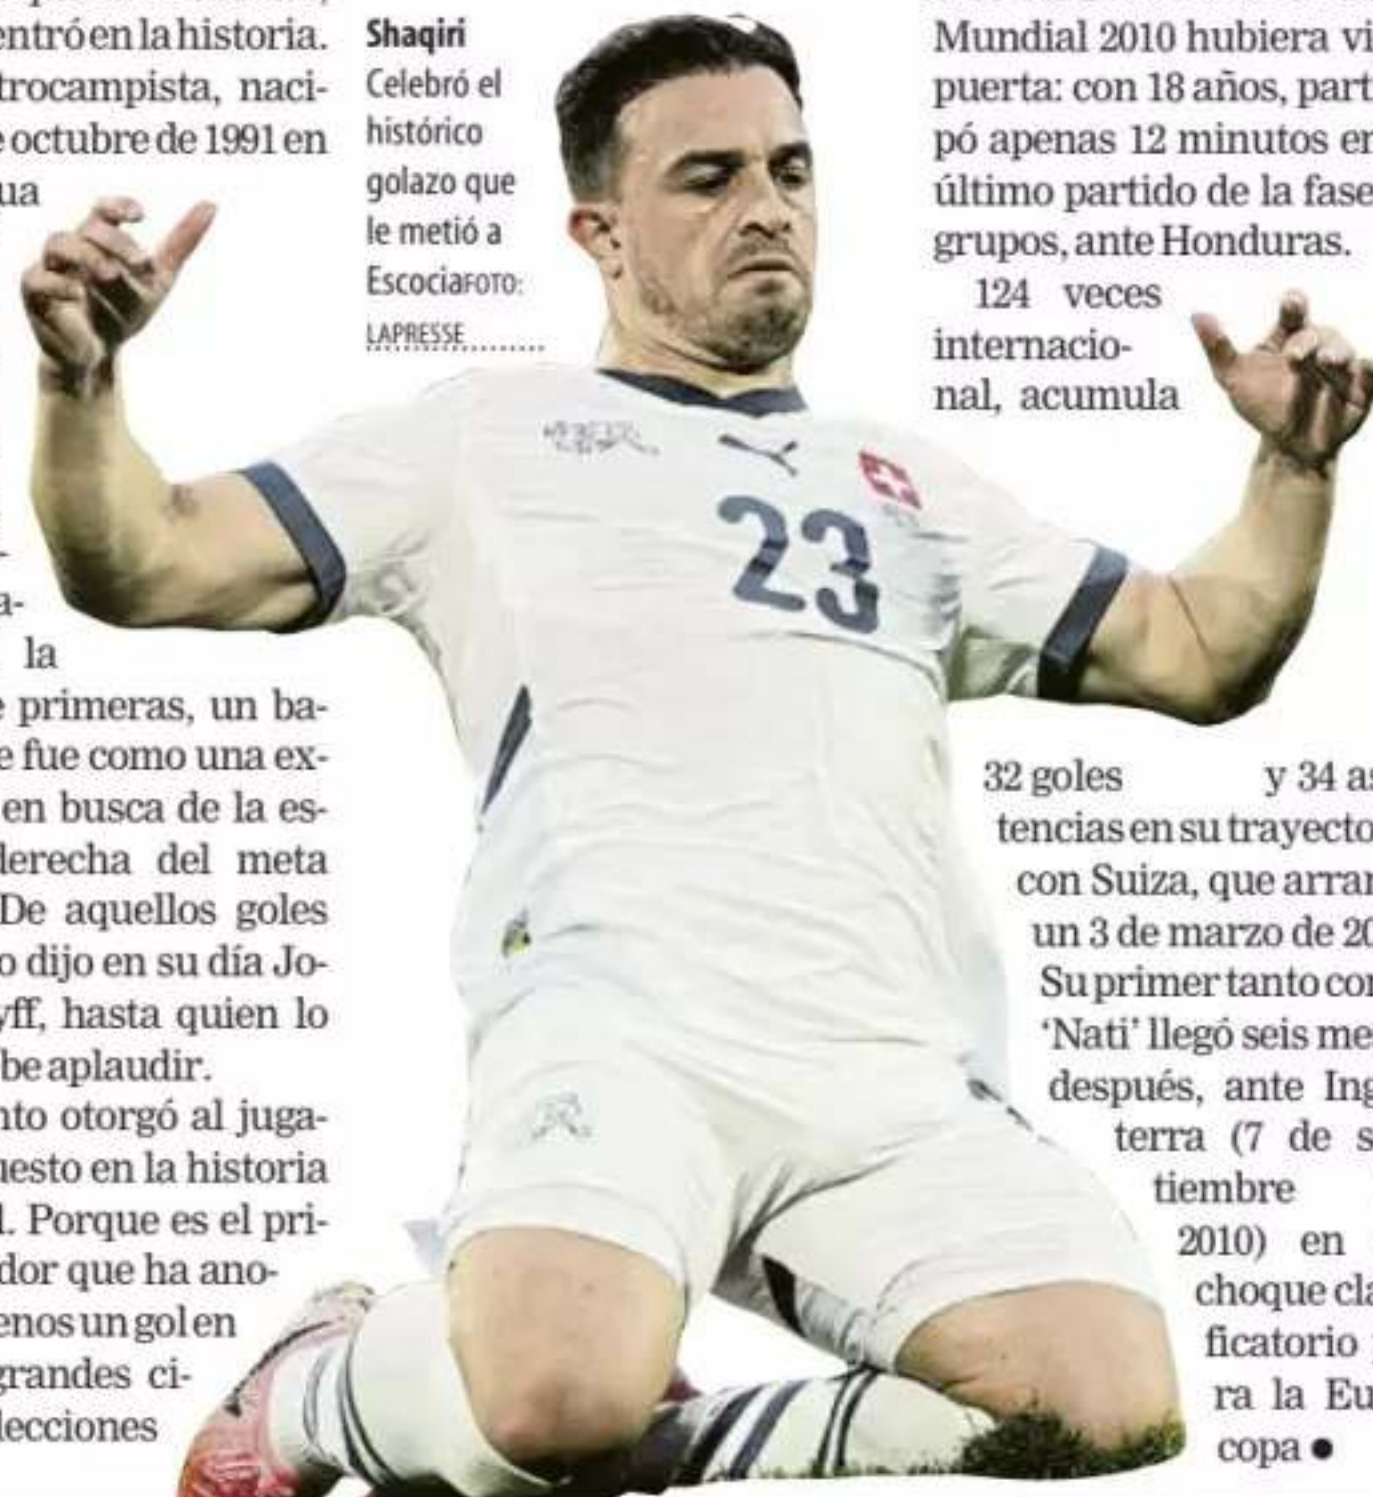 entró en la historia.
trocampista, naci-
e octubre de 1991 en
ua
a-
la
e primeras, un ba-
e fue como una ex-
en busca de la es-
derecha del meta
De aquellos goles
o dijo en su día Jo-
yff, hasta quien lo
be aplaudir.
nto otorgó al juga-
uesto en la historia
l. Porque es el pri-
dor que ha ano-
enos un gol en
grandes ci-
lecciones
Shaqiri
Celebró el
histórico
golazo que
le metió a
Escocia FOTO:
LAPRESSE
23
Mundial 2010 hubiera vi
puerta: con 18 años, parti
pó apenas 12 minutos en
último partido de la fase
grupos, ante Honduras.
124 veces
internacio-
nal, acumula
32 goles y 34 as
tencias en su trayecto
con Suiza, que arran
un 3 de marzo de 20
Su primer tanto con
‘Nati’ llegó seis me
después, ante Ing
terra (7 de s
tiembre
2010) en
choque cla
ficatorio
ra la Eu
copa ●